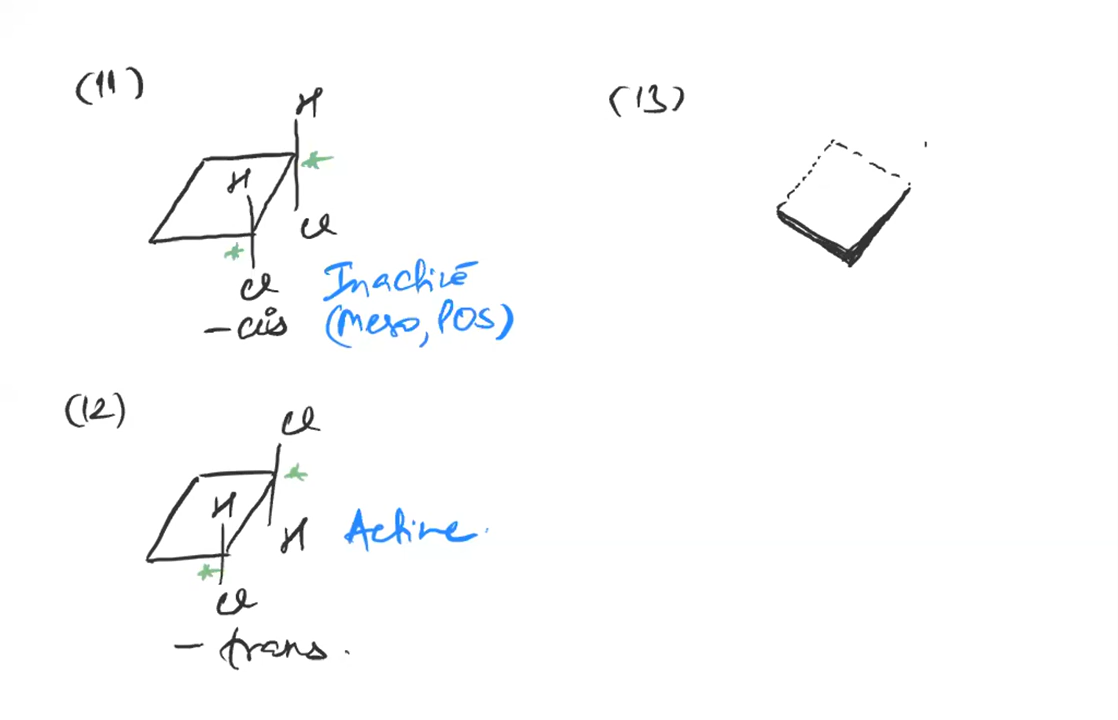 (11)
H
H
Cl
Cl
Inactive
- cis (Meso, POS)
(12)
Cl
H
H
Active.
Cl
- trans.
(13)